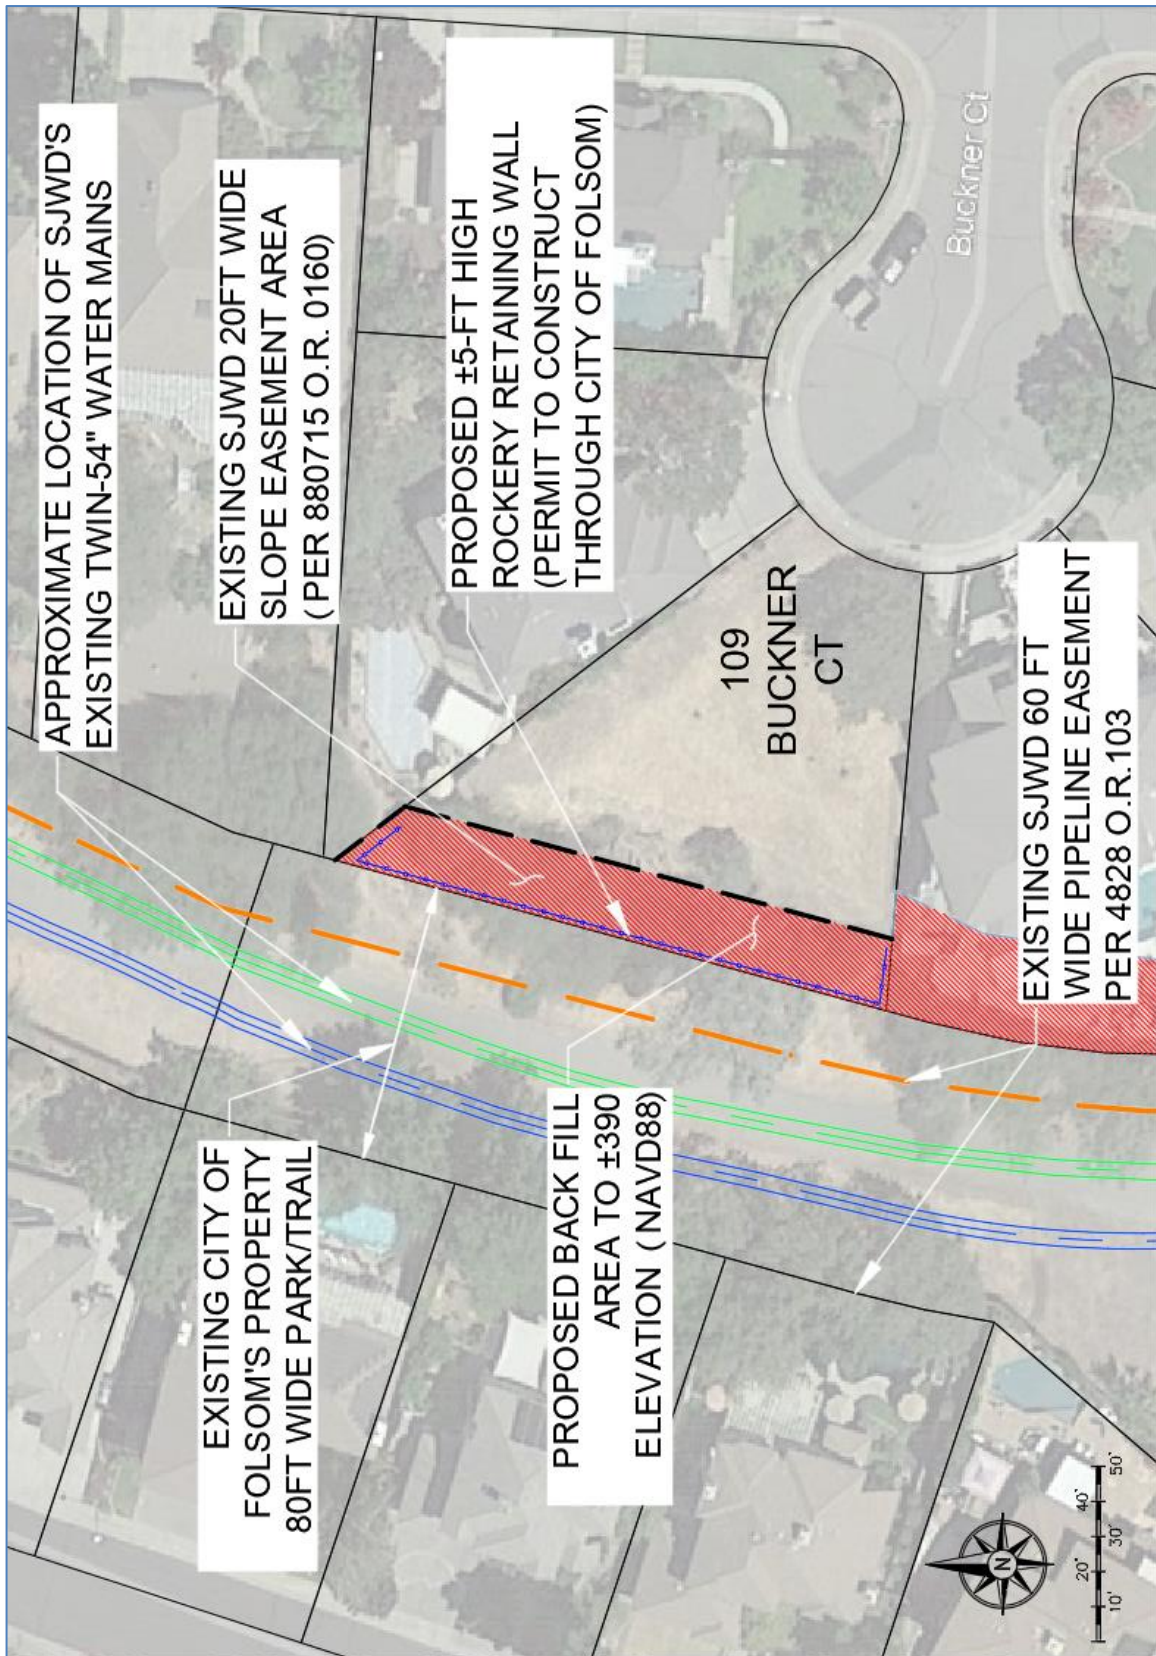 APPROXIMATE LOCATION OF SJWD'S
EXISTING TWIN-54" WATER MAINS
EXISTING SJWD 20FT WIDE
SLOPE EASEMENT AREA
(PER 880715 O.R. 0160)
PROPOSED ±5-FT HIGH
ROCKERY RETAINING WALL
(PERMIT TO CONSTRUCT
THROUGH CITY OF FOLSOM)
Buckner Ct
109
BUCKNER
CT
EXISTING SJWD 60 FT
WIDE PIPELINE EASEMENT
PER 4828 O.R.103
EXISTING CITY OF
FOLSOM'S PROPERTY
80FT WIDE PARK/TRAIL
PROPOSED BACK FILL
AREA TO ±390
ELEVATION ( NAVD88)
N
10' 20' 30' 40' 50'